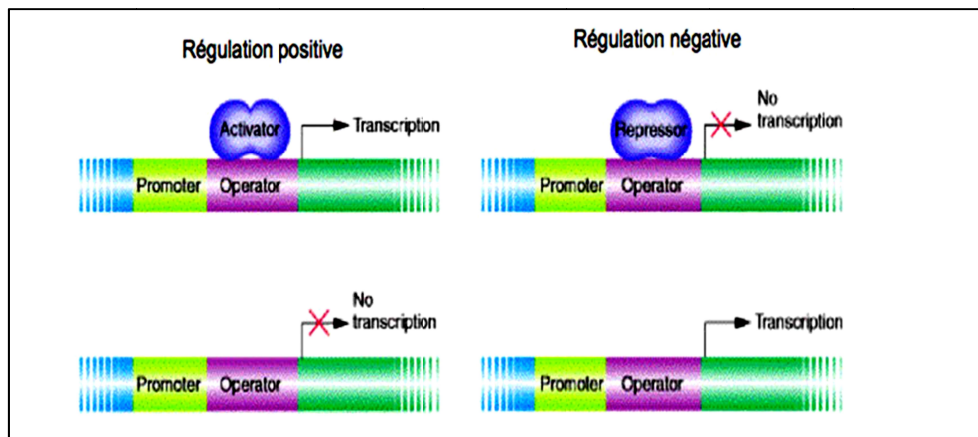 Régulation positive
Régulation négative
Activator
Transcription
Promoter
Operator
Repressor
No
transcription
Promoter
Operator
No
transcription
Promoter
Operator
Transcription
Promoter
Operator